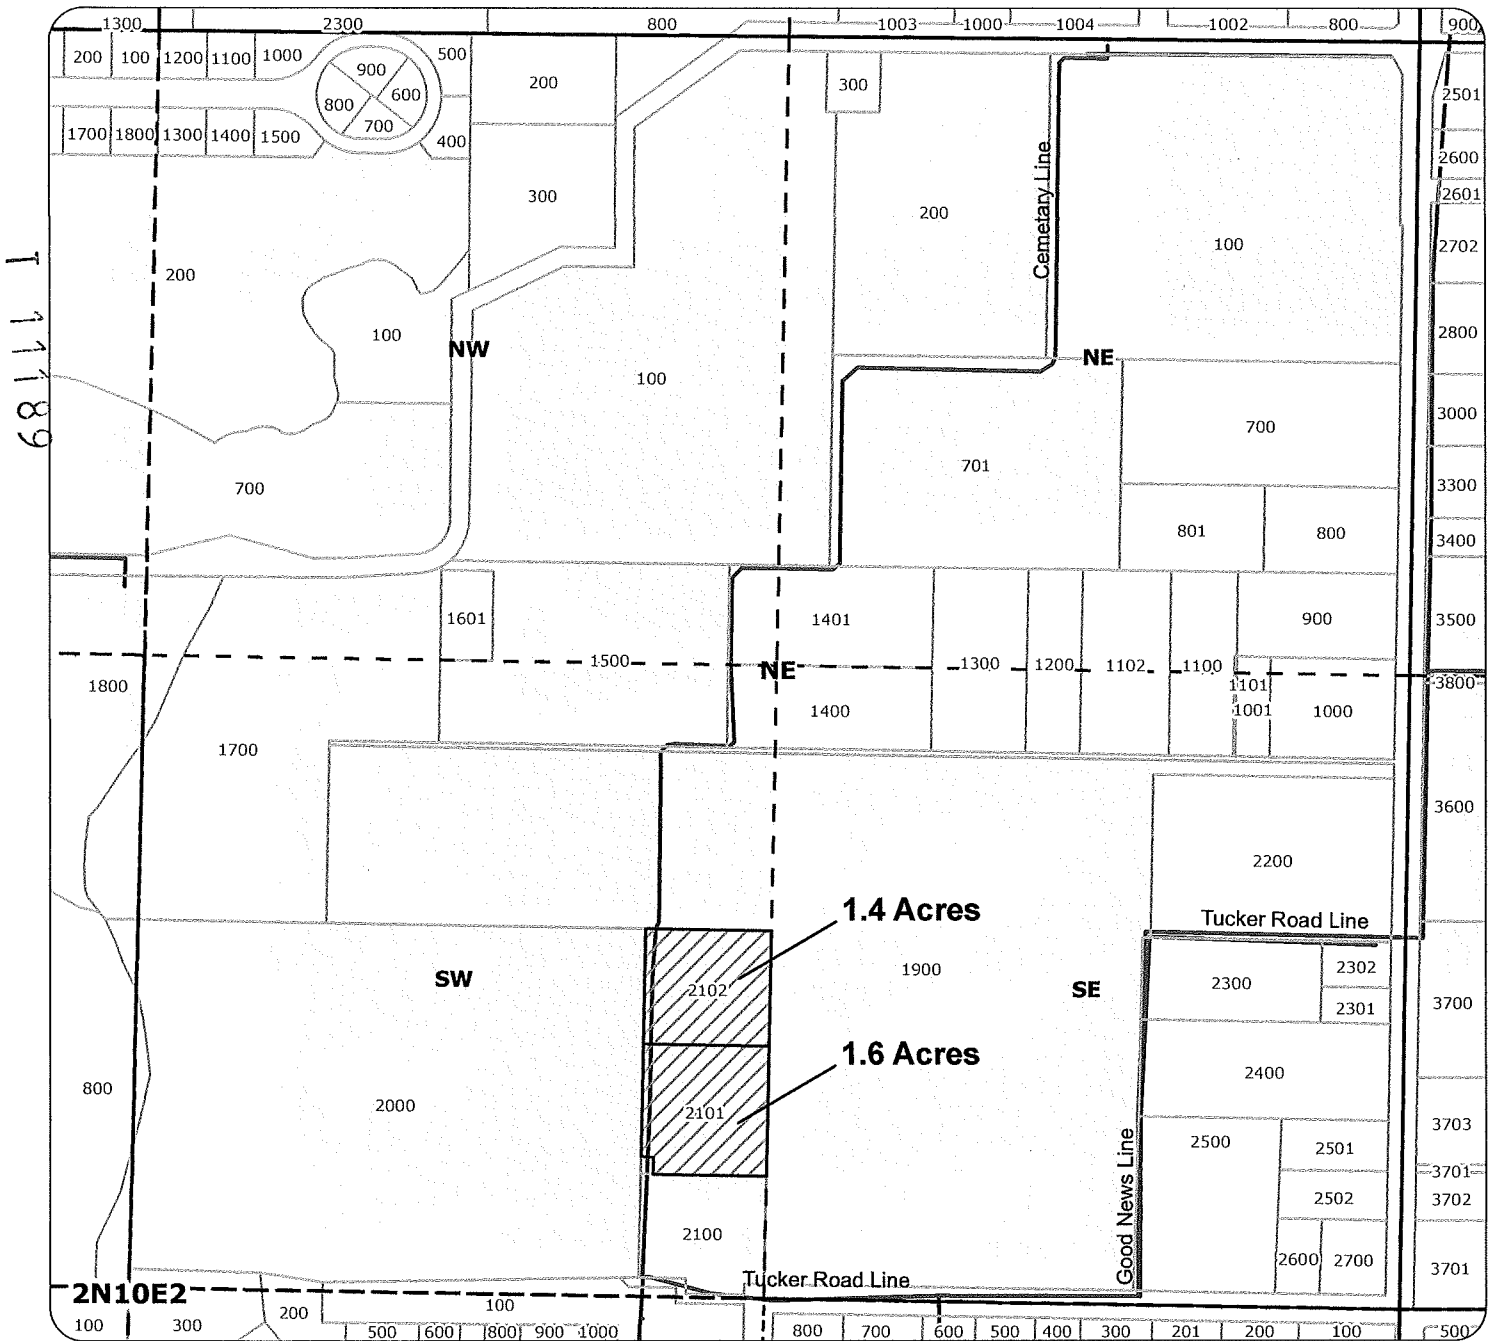 1300 2300 800 1003 1000 1004 1002 800 900
200 100 1200 1100 1000 900 500 200 300
800 600 2501
1700 1800 1300 1400 1500 700 400 2600
300 200 Cemetary Line 100 2601
2702
T 11189
200 100 NW 100 NE 2800
700 701 700 3000
801 800 3300
3400
1601 1401 900 3500
1500 NE 1300 1200 1102 1100
1800 1101 3800
1400 1001 1000
1700
3600
2200
1.4 Acres
Tucker Road Line
SW 2102 1900 SE 2300 2302
2301 3700
1.6 Acres
2400
800 2000 2101
2500 2501 3703
3701
2502 3702
2100 Good News Line
2600 2700 3701
Tucker Road Line
2N10E2
100 300 200 100
500 600 800 900 1000 800 700 600 500 400 300 201 200 100 500